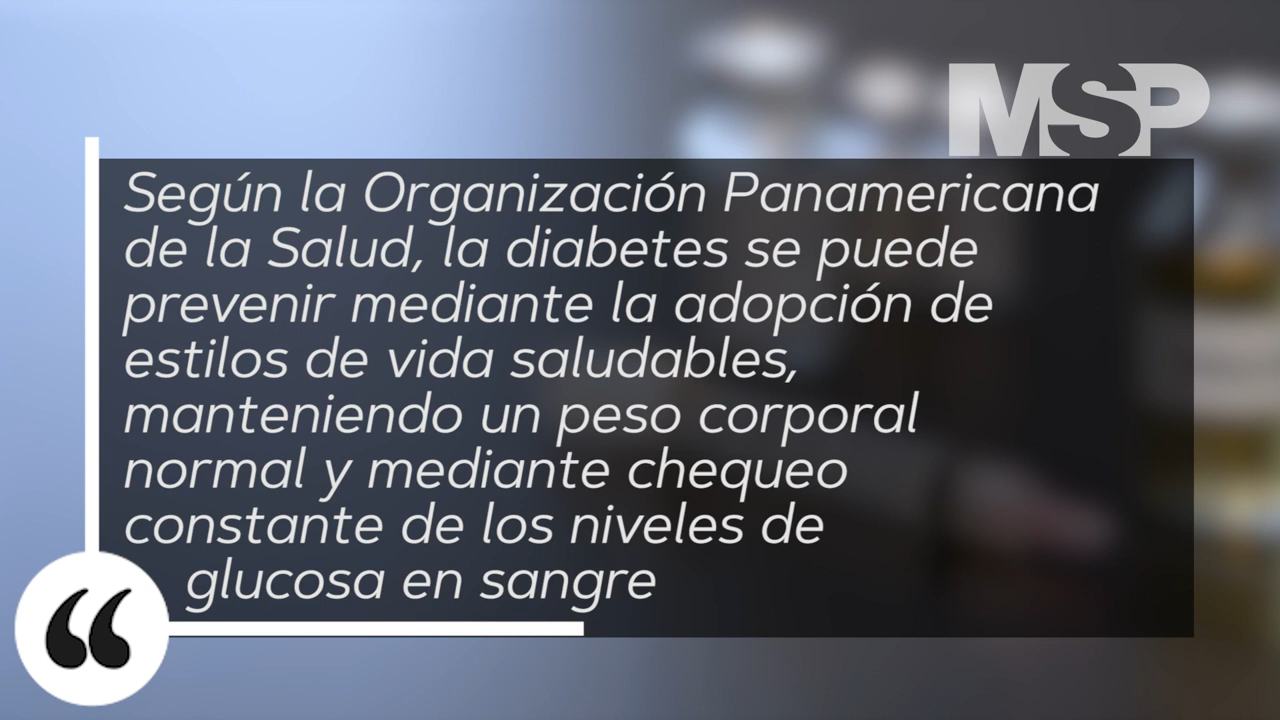 MSP
Según la Organización Panamericana
de la Salud, la diabetes se puede
prevenir mediante la adopción de
estilos de vida saludables,
manteniendo un peso corporal
normal y mediante chequeo
constante de los niveles de
glucosa en sangre
“